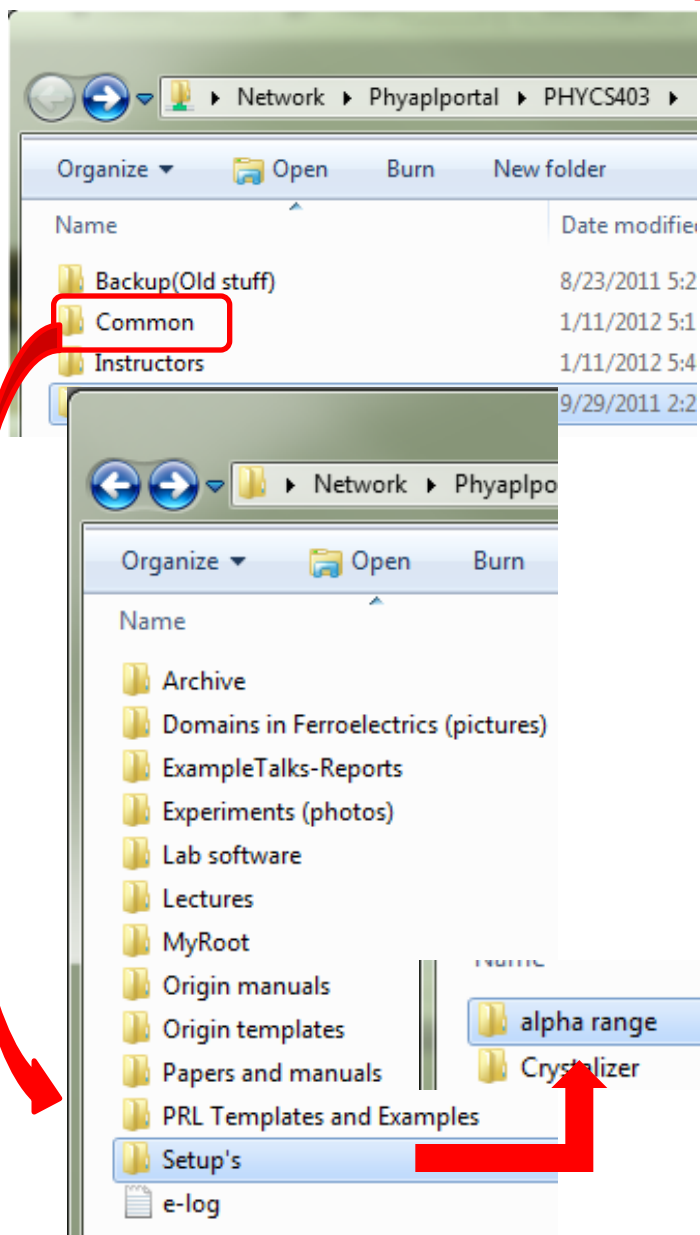 Network Phyaplportal PHYCS403
Organize Open Burn New folder
Name Date modifie
Backup(Old stuff) 8/23/2011 5:2
Common 1/11/2012 5:1
Instructors 1/11/2012 5:4
9/29/2011 2:2
Network Phyaplpo
Organize Open Burn
Name
Archive
Domains in Ferroelectrics (pictures)
ExampleTalks-Reports
Experiments (photos)
Lab software
Lectures
MyRoot
Origin manuals
Origin templates
Papers and manuals
PRL Templates and Examples
Setup's
e-log
Name
alpha range
Crystalizer